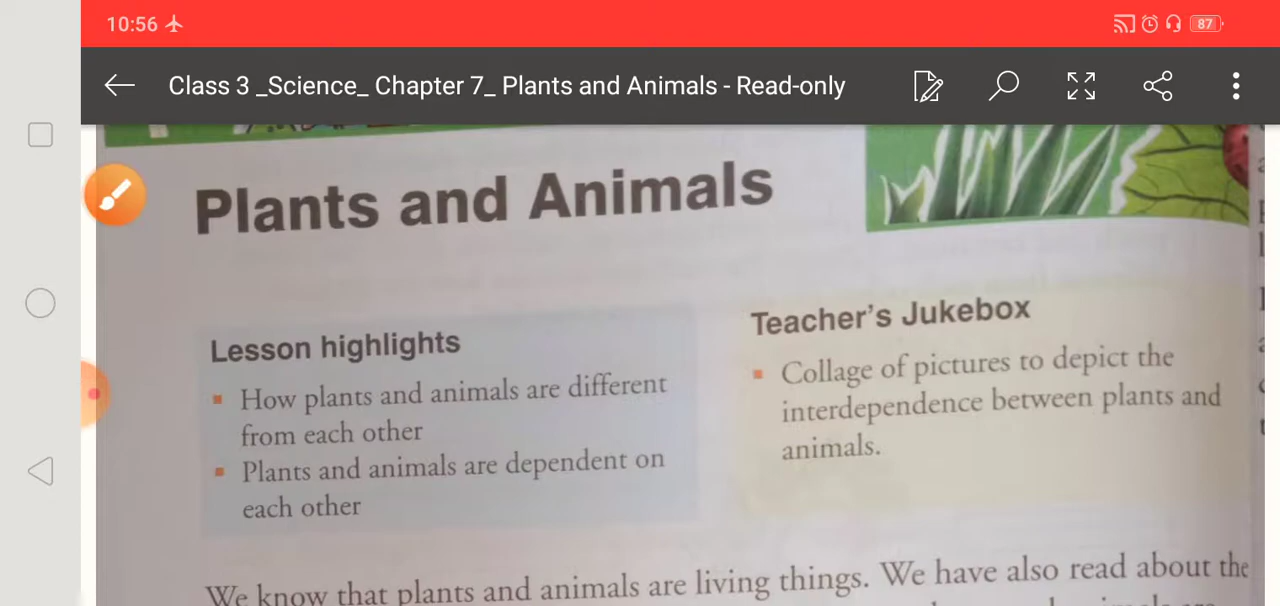 10:56
87
Class 3 _Science_ Chapter 7_ Plants and Animals - Read-only
Plants and Animals
Lesson highlights
How plants and animals are different
from each other
Plants and animals are dependent on
each other
Teacher's Jukebox
Collage of pictures to depict the
interdependence between plants and
animals.
We know that plants and animals are living things. We have also read about the